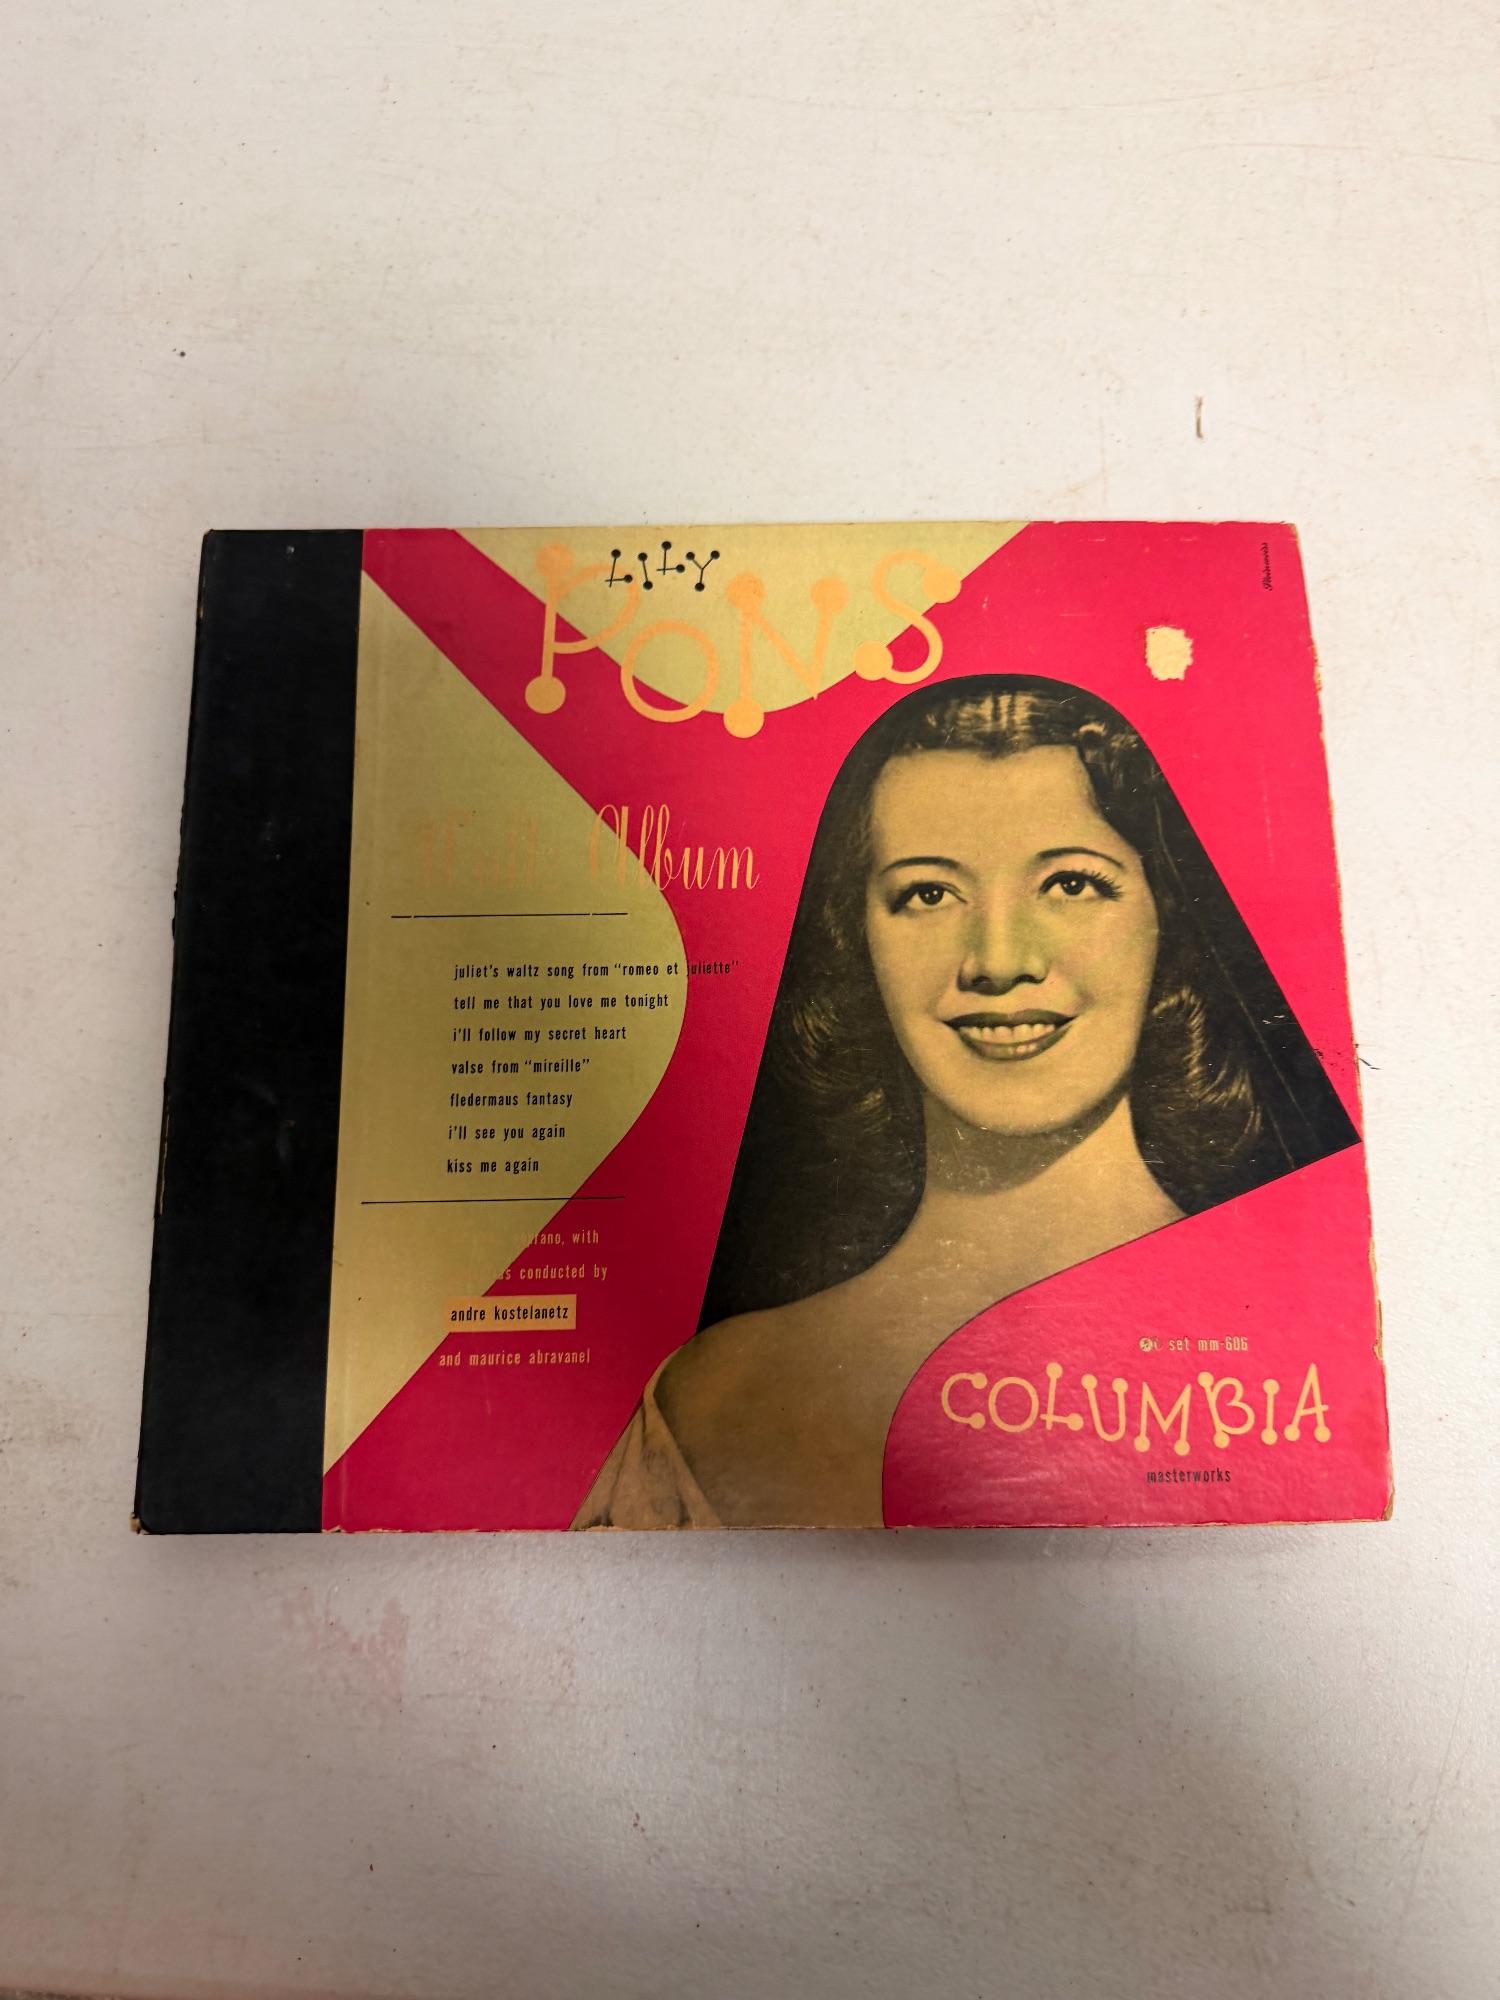 LILY
PONS
Waltz Album
juliet's waltz song from "romeo et juliette"
tell me that you love me tonight
i'll follow my secret heart
valse from "mireille"
fledermaus fantasy
i'll see you again
kiss me again
soprano, with
conducted by
andre kostelanetz
and maurice abravanel
set mm-606
COLUMBIA
masterworks